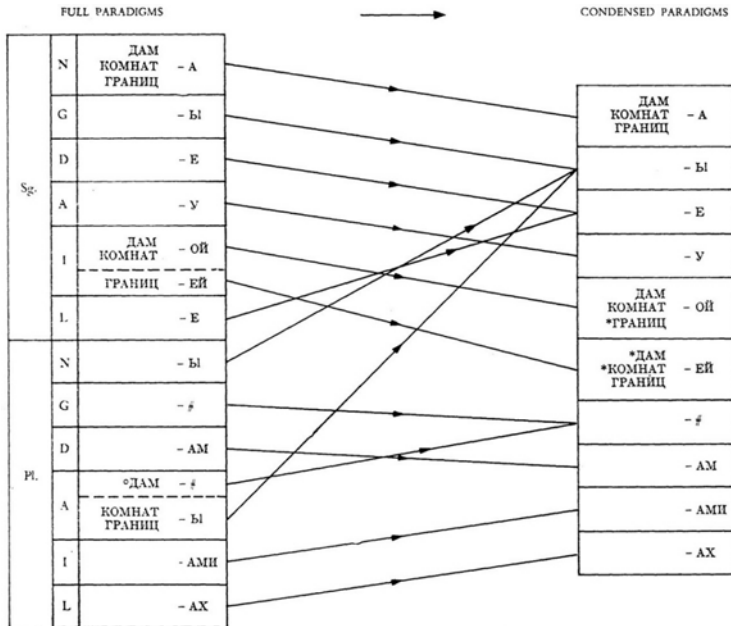 FULL PARADIGMS
CONDENSED PARADIGMS
Sg.
N
ДАМ
КОМНАТ - А
ГРАНИЦ
G
- Ы
D
- Е
A
- У
I
ДАМ
КОМНАТ - ОЙ
ГРАНИЦ - ЕЙ
L
- Е
Pl.
N
- Ы
G
- #
D
- АМ
A
°ДАМ - #
КОМНАТ
ГРАНИЦ - Ы
I
- АМИ
L
- АХ
ДАМ
КОМНАТ - А
ГРАНИЦ
- Ы
- Е
- У
ДАМ
КОМНАТ - ОЙ
*ГРАНИЦ
*ДАМ
*КОМНАТ - ЕЙ
ГРАНИЦ
- #
- АМ
- АМИ
- АХ